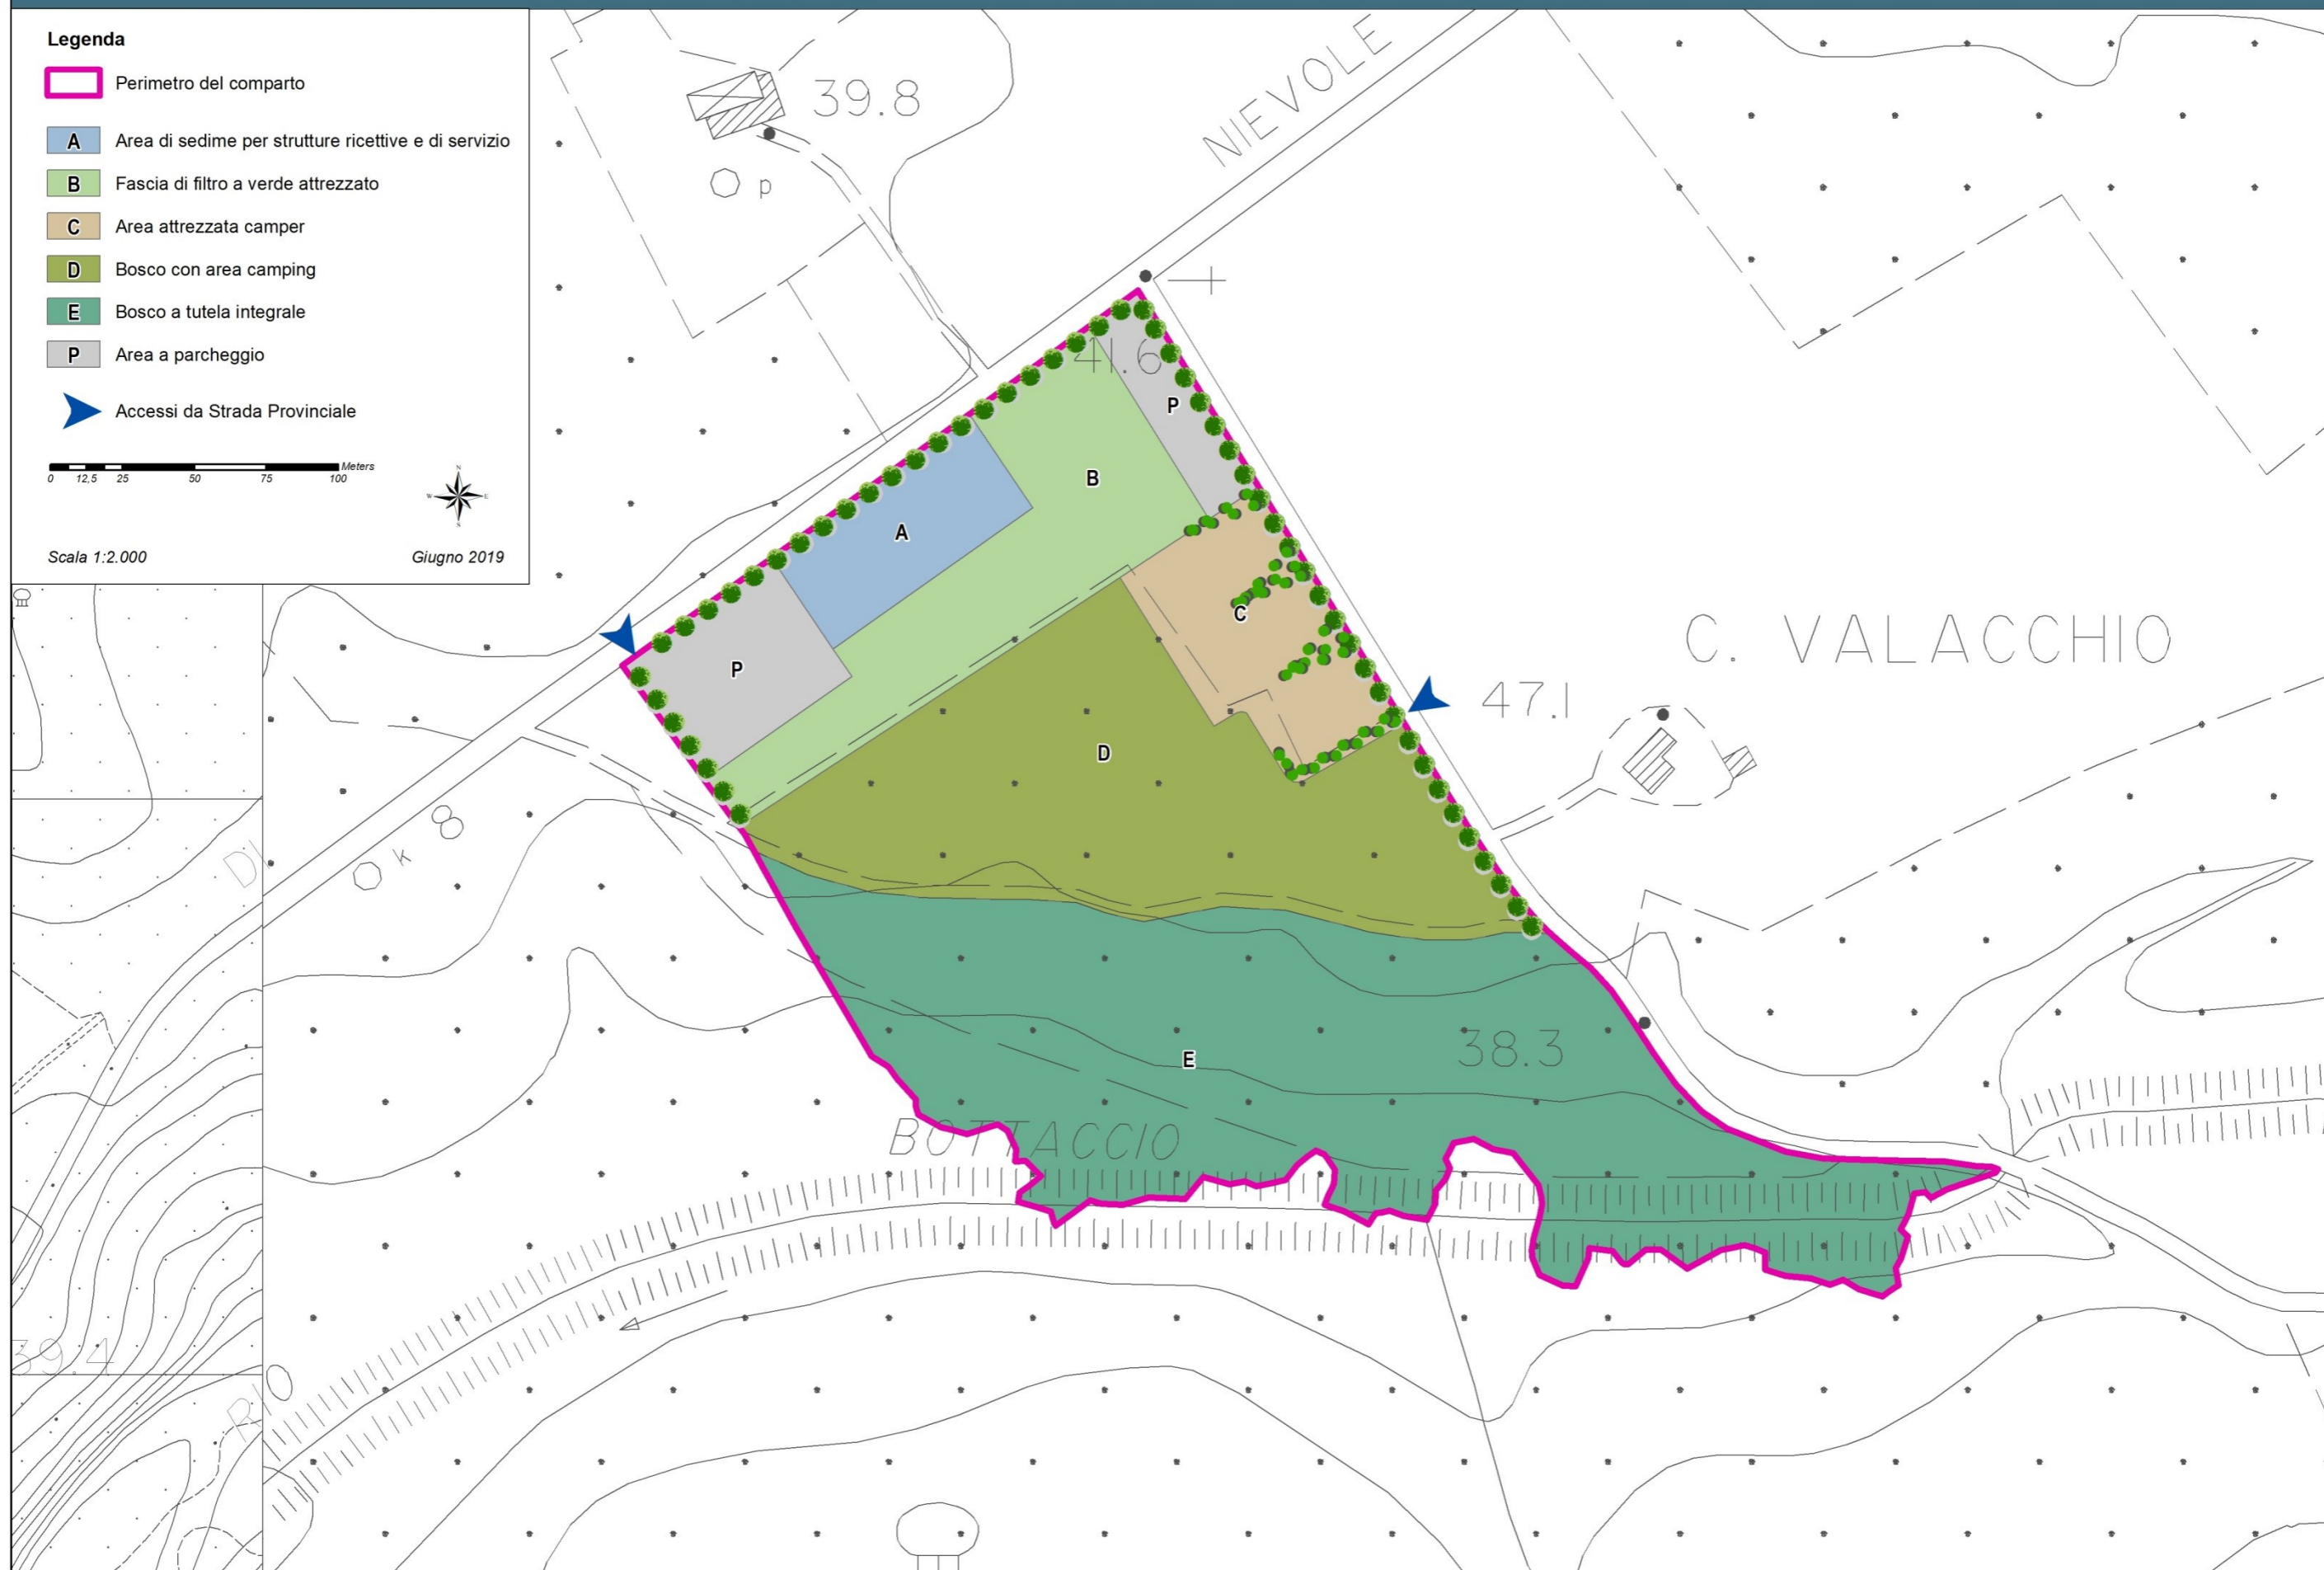 Legenda
Perimetro del comparto
A Area di sedime per strutture ricettive e di servizio
B Fascia di filtro a verde attrezzato
C Area attrezzata camper
D Bosco con area camping
E Bosco a tutela integrale
P Area a parcheggio
Accessi da Strada Provinciale
Meters
0 12,5 25 50 75 100
N
W E
S
Scala 1:2.000 Giugno 2019
39.8
p
NIEVOLE
41.6
P
B
A
C
C. VALACCHIO
P
47.1
D
k
DI
E
38.3
BOTTACCIO
39.4